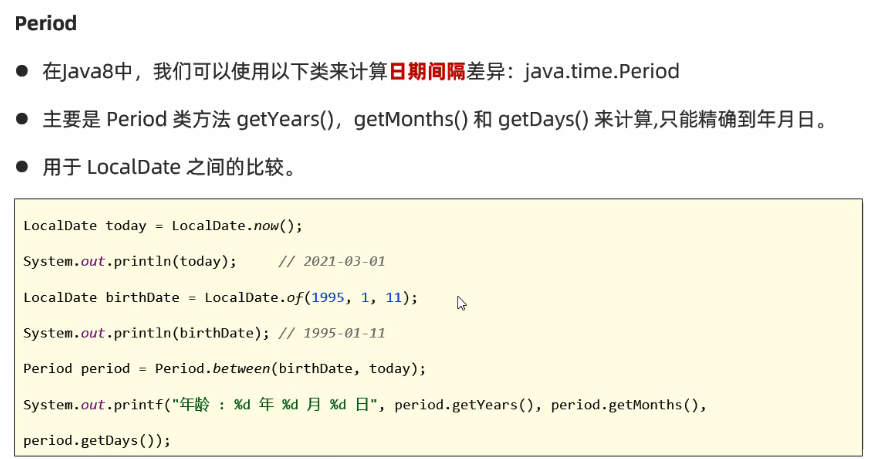 Period
● 在Java8中，我们可以使用以下类来计算日期间隔差异：java.time.Period
● 主要是 Period 类方法 getYears()，getMonths() 和 getDays() 来计算,只能精确到年月日。
● 用于 LocalDate 之间的比较。
LocalDate today = LocalDate.now();
System.out.println(today);     // 2021-03-01
LocalDate birthDate = LocalDate.of(1995, 1, 11);
System.out.println(birthDate); // 1995-01-11
Period period = Period.between(birthDate, today);
System.out.printf("年龄 : %d 年 %d 月 %d 日", period.getYears(), period.getMonths(),
period.getDays());